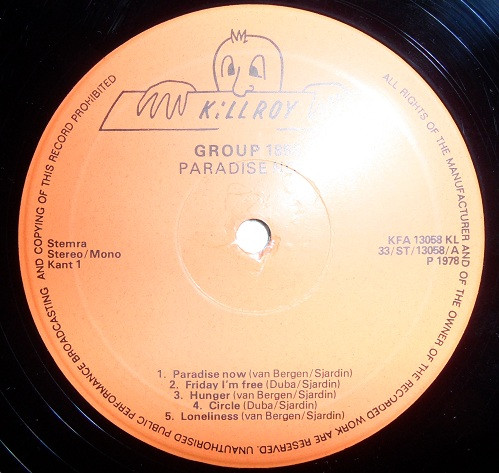 KiLLROY
GROUP
PARADISE
Stemra
Stereo/Mono
Kant 1
KFA 13058 KL
33/ST/13058/A
P 1978
1. Paradise now (van Bergen/Sjardin)
2. Friday I'm free (Duba/Sjardin)
3. Hunger (van Bergen/Sjardin)
4. Circle (Duba/Sjardin)
5. Loneliness (van Bergen/Sjardin)
ALL RIGHTS OF THE MANUFACTURER AND OF THE OWNER OF THE RECORDED WORK ARE RESERVED. UNAUTHORISED PUBLIC PERFORMANCE BROADCASTING AND COPYING OF THIS RECORD PROHIBITED